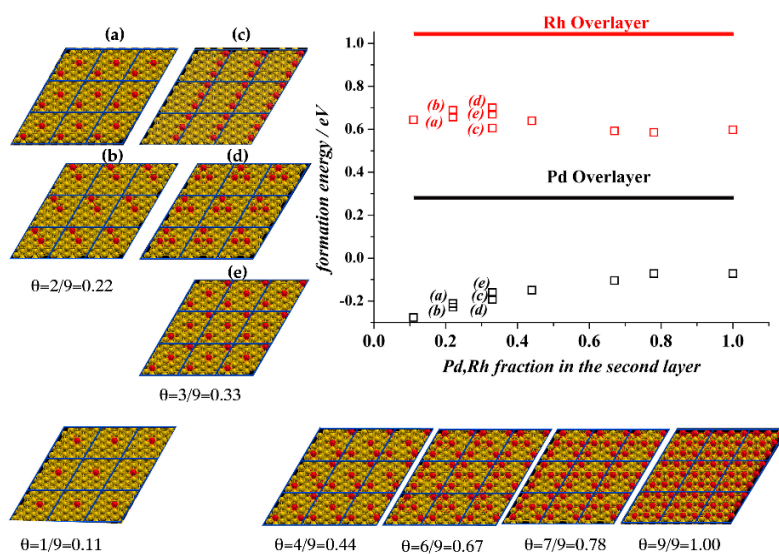 (a)
(c)
(b)
(d)
θ=2/9=0.22
(e)
θ=3/9=0.33
θ=1/9=0.11
θ=4/9=0.44
θ=6/9=0.67
θ=7/9=0.78
θ=9/9=1.00
formation energy / eV
1.0
0.8
0.6
0.4
0.2
0.0
-0.2
Rh Overlayer
(b)
(a)
(d)
(e)
(c)
Pd Overlayer
(a)
(b)
(e)
(c)
(d)
0.0
0.2
0.4
0.6
0.8
1.0
Pd,Rh fraction in the second layer